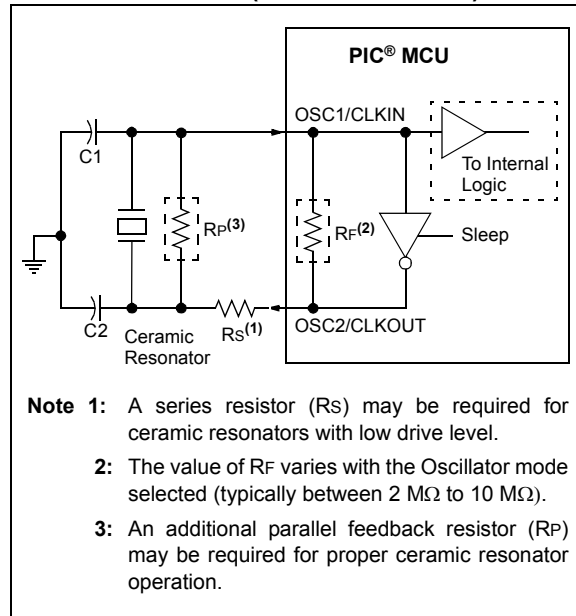 PIC® MCU
OSC1/CLKIN
C1
To Internal
Logic
RP(3)
RF(2)
Sleep
C2
Ceramic
Resonator
RS(1)
OSC2/CLKOUT
Note 1: A series resistor (RS) may be required for
ceramic resonators with low drive level.
2: The value of RF varies with the Oscillator mode
selected (typically between 2 MΩ to 10 MΩ).
3: An additional parallel feedback resistor (RP)
may be required for proper ceramic resonator
operation.